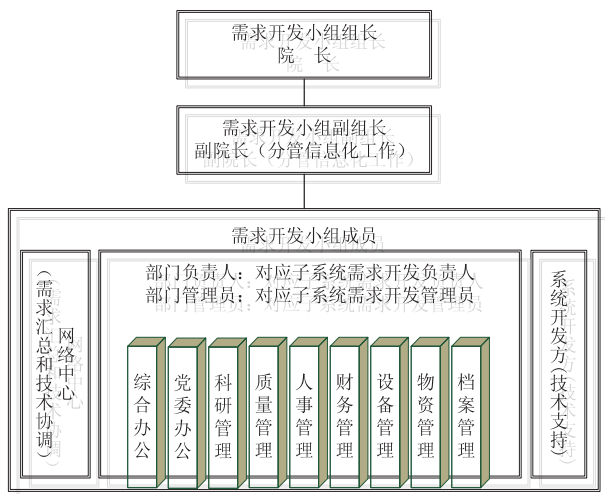 需求开发小组组长
院 长
需求开发小组副组长
副院长（分管信息化工作）
需求开发小组成员
网络中心
（需求汇总和技术协调）
部门负责人：对应子系统需求开发负责人
部门管理员：对应子系统需求开发管理员
综合办公
党委办公
科研管理
质量管理
人事管理
财务管理
设备管理
物资管理
档案管理
系统开发方（技术支持）